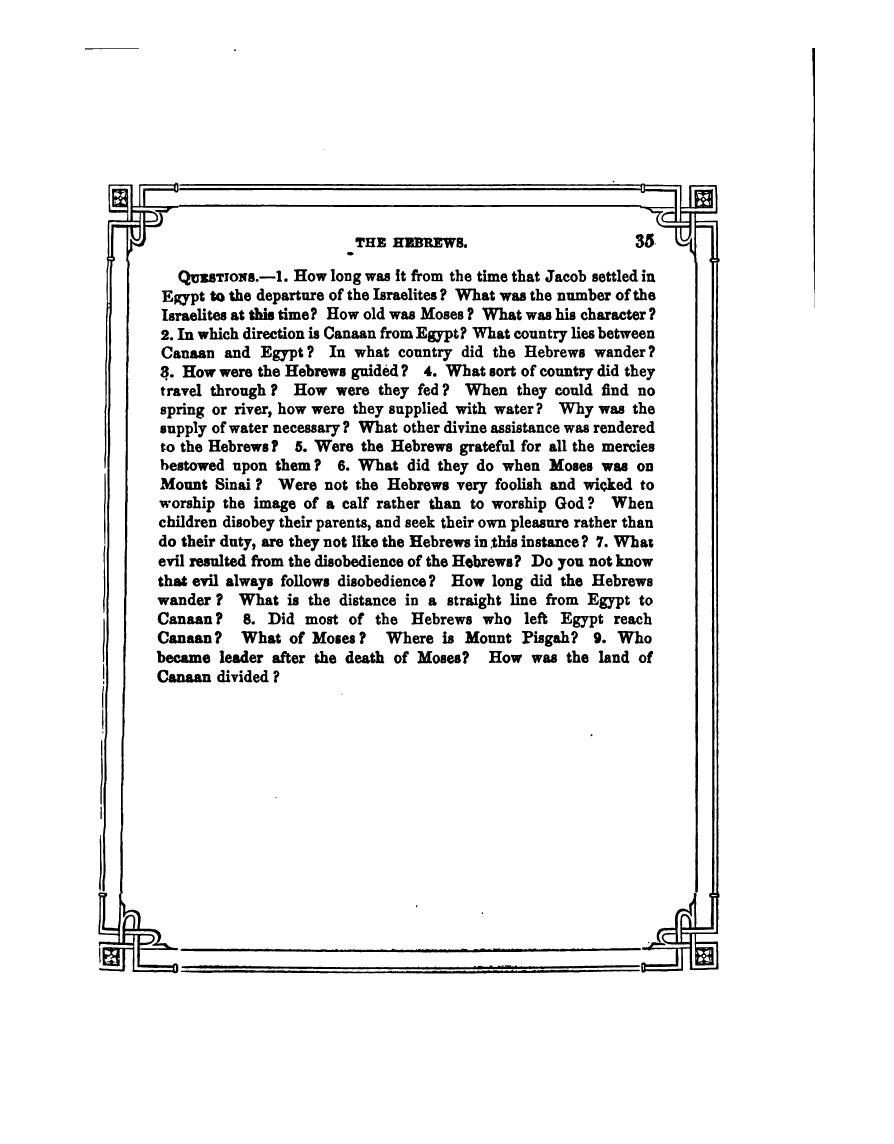 THE HEBREWS. 35
QUESTIONS.—1. How long was it from the time that Jacob settled in
Egypt to the departure of the Israelites? What was the number of the
Israelites at this time? How old was Moses? What was his character?
2. In which direction is Canaan from Egypt? What country lies between
Canaan and Egypt? In what country did the Hebrews wander?
3. How were the Hebrews guided? 4. What sort of country did they
travel through? How were they fed? When they could find no
spring or river, how were they supplied with water? Why was the
supply of water necessary? What other divine assistance was rendered
to the Hebrews? 5. Were the Hebrews grateful for all the mercies
bestowed upon them? 6. What did they do when Moses was on
Mount Sinai? Were not the Hebrews very foolish and wicked to
worship the image of a calf rather than to worship God? When
children disobey their parents, and seek their own pleasure rather than
do their duty, are they not like the Hebrews in this instance? 7. What
evil resulted from the disobedience of the Hebrews? Do you not know
that evil always follows disobedience? How long did the Hebrews
wander? What is the distance in a straight line from Egypt to
Canaan? 8. Did most of the Hebrews who left Egypt reach
Canaan? What of Moses? Where is Mount Pisgah? 9. Who
became leader after the death of Moses? How was the land of
Canaan divided?